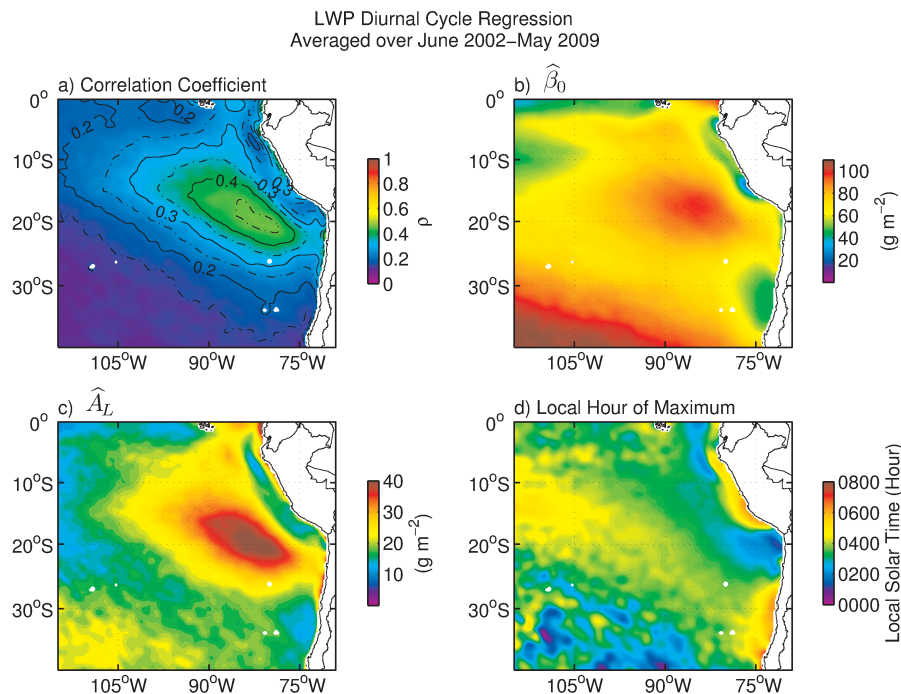 LWP Diurnal Cycle Regression
Averaged over June 2002−May 2009
a) Correlation Coefficient
0°
10°S
20°S
30°S
105°W
90°W
75°W
0.2
0.2
0.4
0.3
0.3
0.3
0.2
1
0.8
0.6
0.4
0.2
0
ρ
b) β̂₀
0°
10°S
20°S
30°S
105°W
90°W
75°W
100
80
60
40
20
(g m⁻²)
c) Â_L
0°
10°S
20°S
30°S
105°W
90°W
75°W
40
30
20
10
(g m⁻²)
d) Local Hour of Maximum
0°
10°S
20°S
30°S
105°W
90°W
75°W
0800
0600
0400
0200
0000
Local Solar Time (Hour)